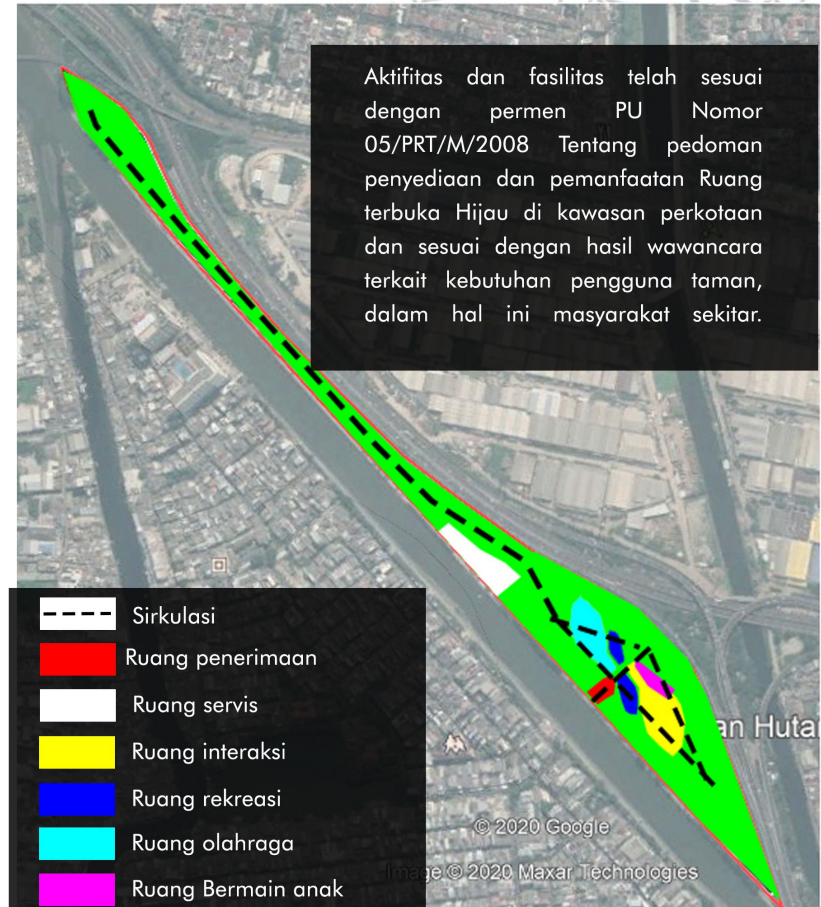 Aktifitas dan fasilitas telah sesuai
dengan permen PU Nomor
05/PRT/M/2008 Tentang pedoman
penyediaan dan pemanfaatan Ruang
terbuka Hijau di kawasan perkotaan
dan sesuai dengan hasil wawancara
terkait kebutuhan pengguna taman,
dalam hal ini masyarakat sekitar.
Sirkulasi
Ruang penerimaan
Ruang servis
Ruang interaksi
Ruang rekreasi
Ruang olahraga
Ruang Bermain anak
an Huta
© 2020 Google
Image © 2020 Maxar Technologies